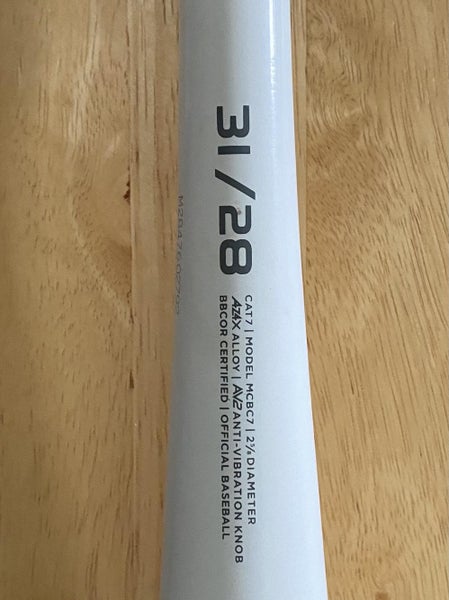 31/28
CAT7 | MODEL MCBC7 | 2⅝ DIAMETER
AZ4X ALLOY | AV2 ANTI-VIBRATION KNOB
BBCOR CERTIFIED | OFFICIAL BASEBALL